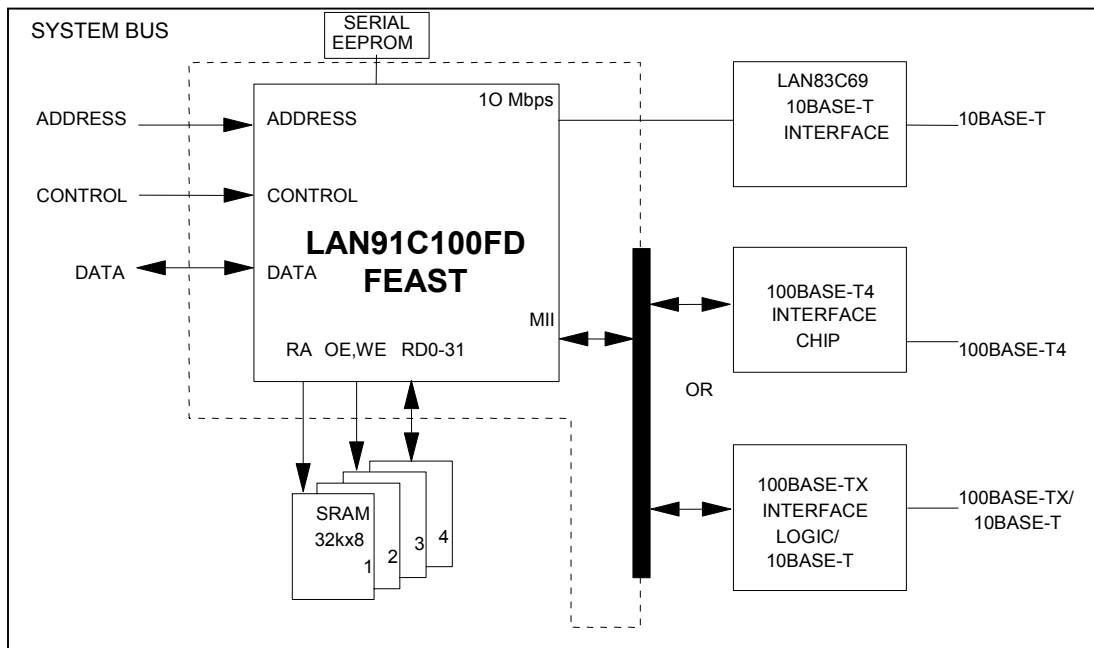 SYSTEM BUS
SERIAL
EEPROM
ADDRESS
CONTROL
DATA
1O Mbps
ADDRESS
CONTROL
DATA
LAN91C100FD
FEAST
MII
RA OE,WE RD0-31
SRAM
32kx8
1
2
3
4
LAN83C69
10BASE-T
INTERFACE
10BASE-T
100BASE-T4
INTERFACE
CHIP
100BASE-T4
OR
100BASE-TX
INTERFACE
LOGIC/
10BASE-T
100BASE-TX/
10BASE-T